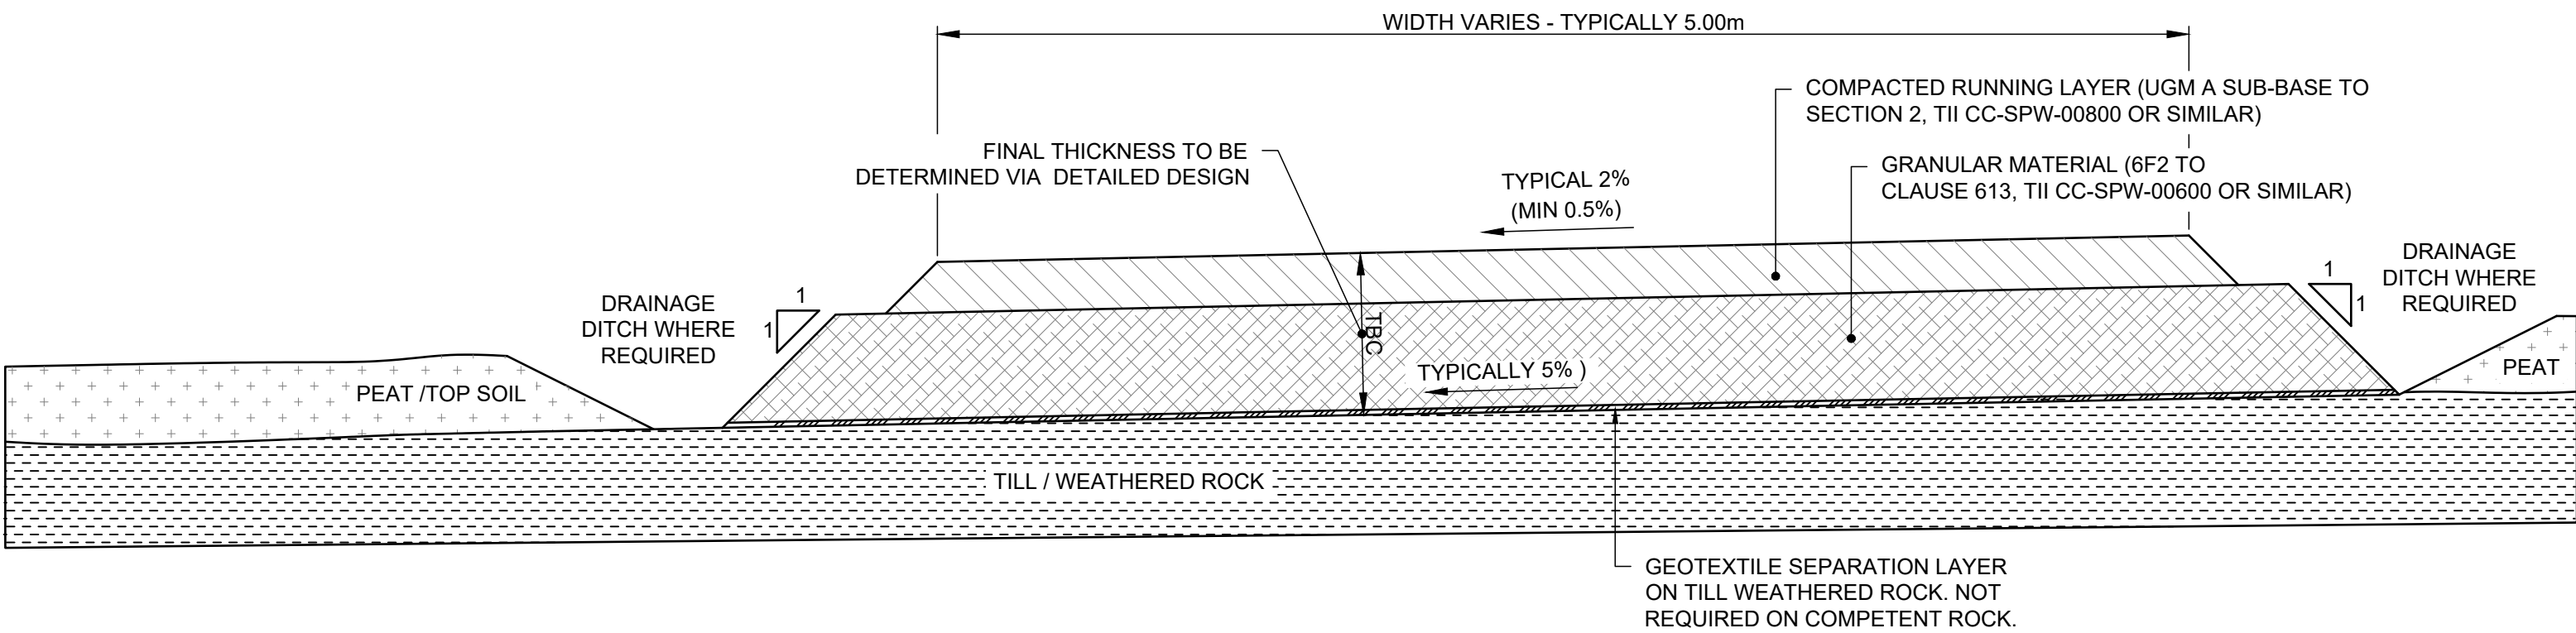 WIDTH VARIES - TYPICALLY 5.00m
COMPACTED RUNNING LAYER (UGM A SUB-BASE TO
SECTION 2, TII CC-SPW-00800 OR SIMILAR)
FINAL THICKNESS TO BE
DETERMINED VIA DETAILED DESIGN
GRANULAR MATERIAL (6F2 TO
CLAUSE 613, TII CC-SPW-00600 OR SIMILAR)
TYPICAL 2%
(MIN 0.5%)
DRAINAGE
DITCH WHERE
REQUIRED
1
1
DRAINAGE
DITCH WHERE
REQUIRED
1
1
TBC
TYPICALLY 5% )
PEAT /TOP SOIL
PEAT
TILL / WEATHERED ROCK
GEOTEXTILE SEPARATION LAYER
ON TILL WEATHERED ROCK. NOT
REQUIRED ON COMPETENT ROCK.